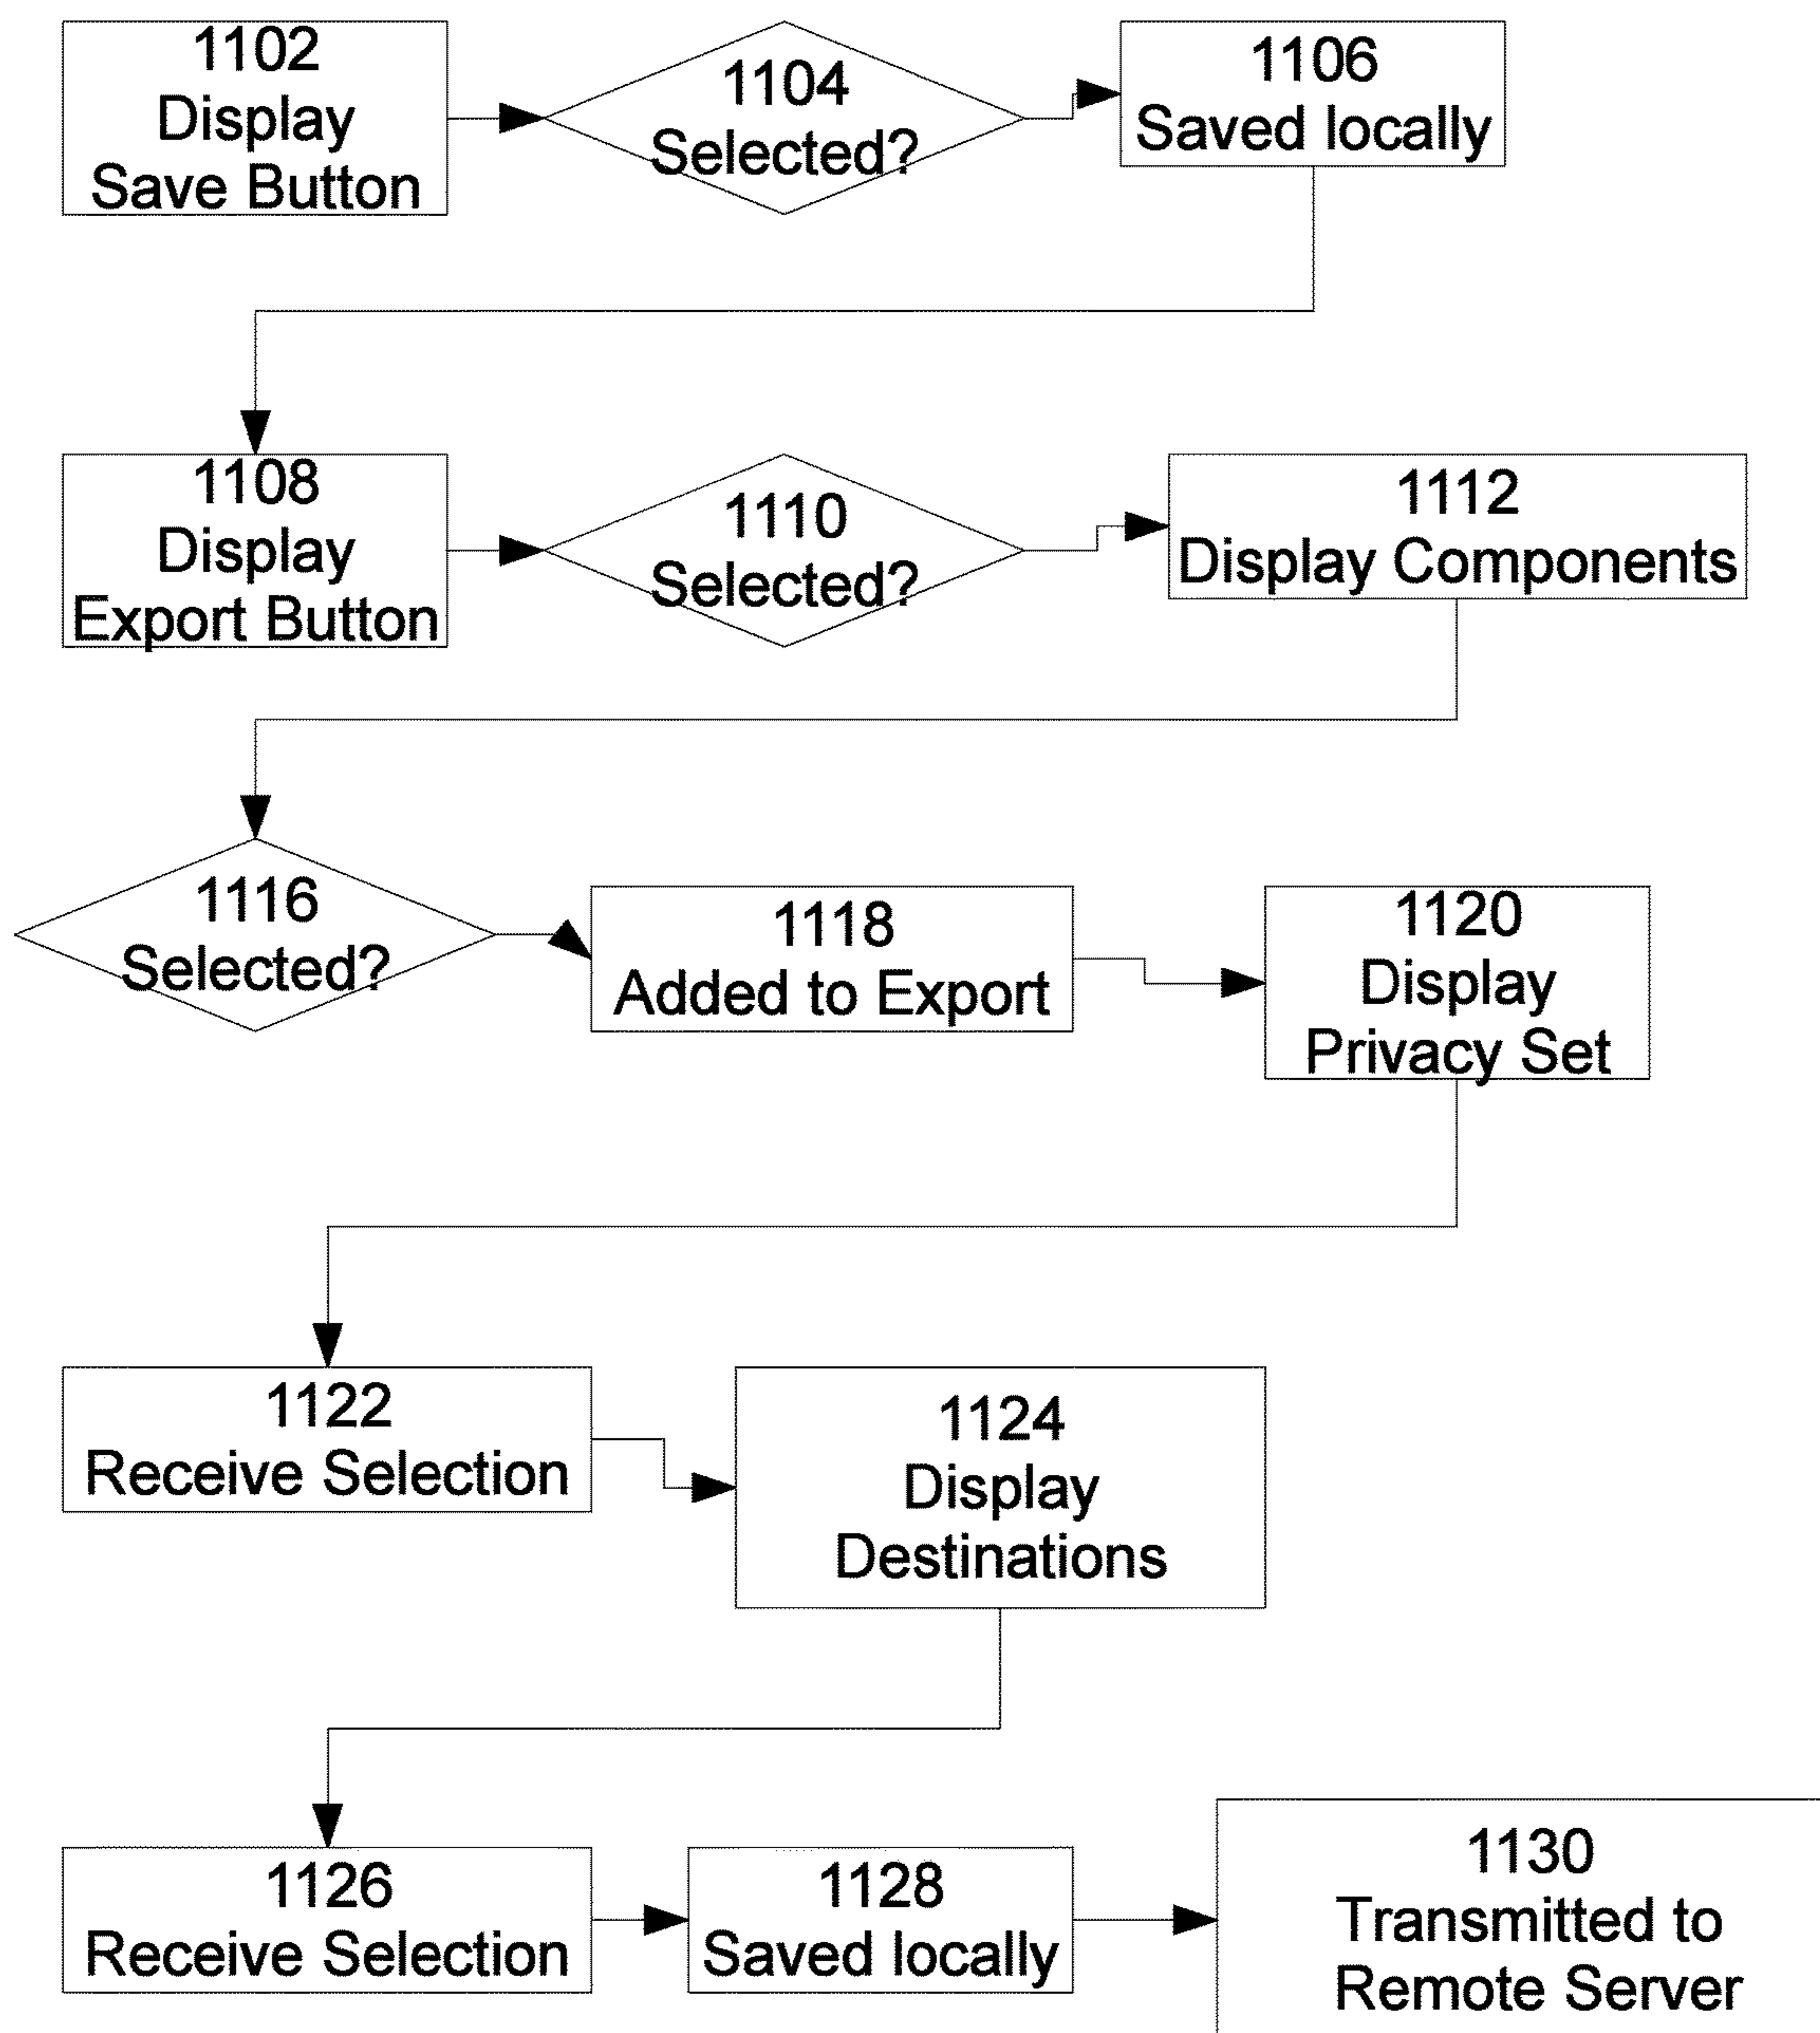 1102
Display
Save Button
1104
Selected?
1106
Saved locally
1108
Display
Export Button
1110
Selected?
1112
Display Components
1116
Selected?
1118
Added to Export
1120
Display
Privacy Set
1122
Receive Selection
1124
Display
Destinations
1126
Receive Selection
1128
Saved locally
1130
Transmitted to
Remote Server